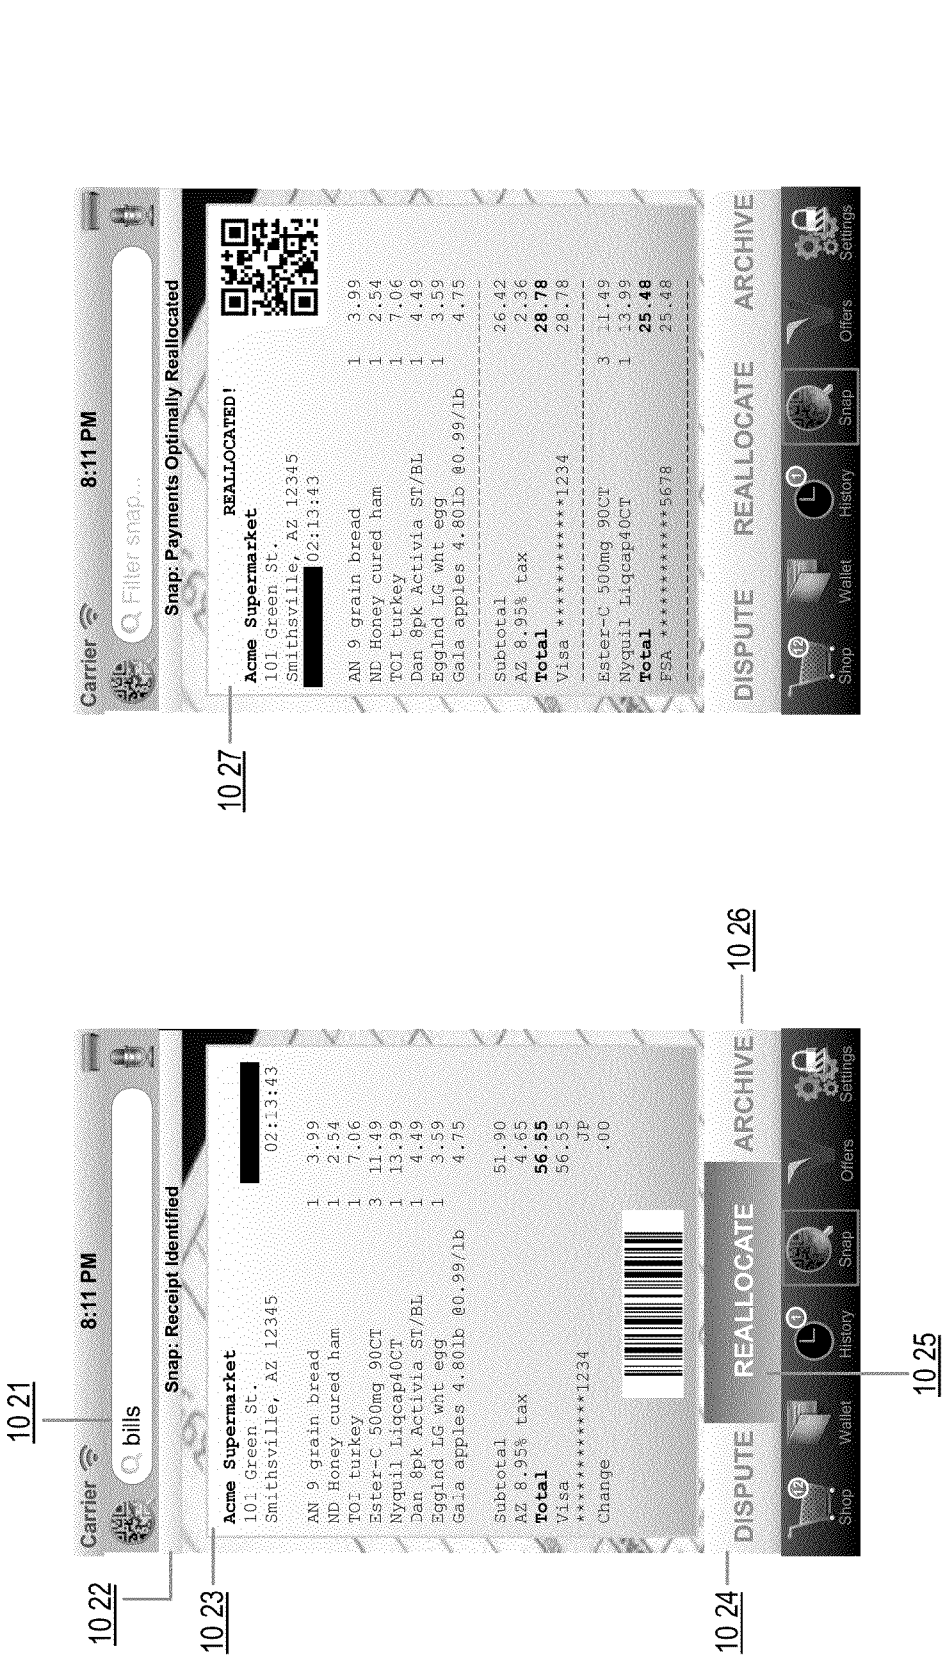 10 21
10 22
10 23
10 24
10 25
10 26
Carrier 8:11 PM
bills
Snap: Receipt Identified
Acme Supermarket
101 Green St.
Smithsville, AZ 12345
02:13:43
AN 9 grain bread 1 3.99
ND Honey cured ham 1 2.54
TOI turkey 1 7.06
Ester-C 500mg 90CT 3 11.49
Nyquil Liqcap40CT 1 13.99
Dan 8pk Activia ST/BL 1 4.49
Egglnd LG wht egg 1 3.59
Gala apples 4.80lb @0.99/lb 4.75
Subtotal 51.90
AZ 8.95% tax 4.65
Total 56.55
Visa 56.55
************1234 JP
Change .00
DISPUTE REALLOCATE ARCHIVE
12 1
Shop Wallet History Snap Offers Settings
10 27
Carrier 8:11 PM
Filter snap...
Snap: Payments Optimally Reallocated
REALLOCATED!
Acme Supermarket
101 Green St.
Smithsville, AZ 12345
02:13:43
AN 9 grain bread 1 3.99
ND Honey cured ham 1 2.54
TCI turkey 1 7.06
Dan 8pk Activia ST/BL 1 4.49
Egglnd LG wht egg 1 3.59
Gala apples 4.80lb @0.99/lb 4.75
Subtotal 26.42
AZ 8.95% tax 2.36
Total 28.78
Visa ************1234 28.78
Ester-C 500mg 90CT 3 11.49
Nyquil Liqcap40CT 1 13.99
Total 25.48
FSA **********5678 25.48
DISPUTE REALLOCATE ARCHIVE
12 1
Shop Wallet History Snap Offers Settings